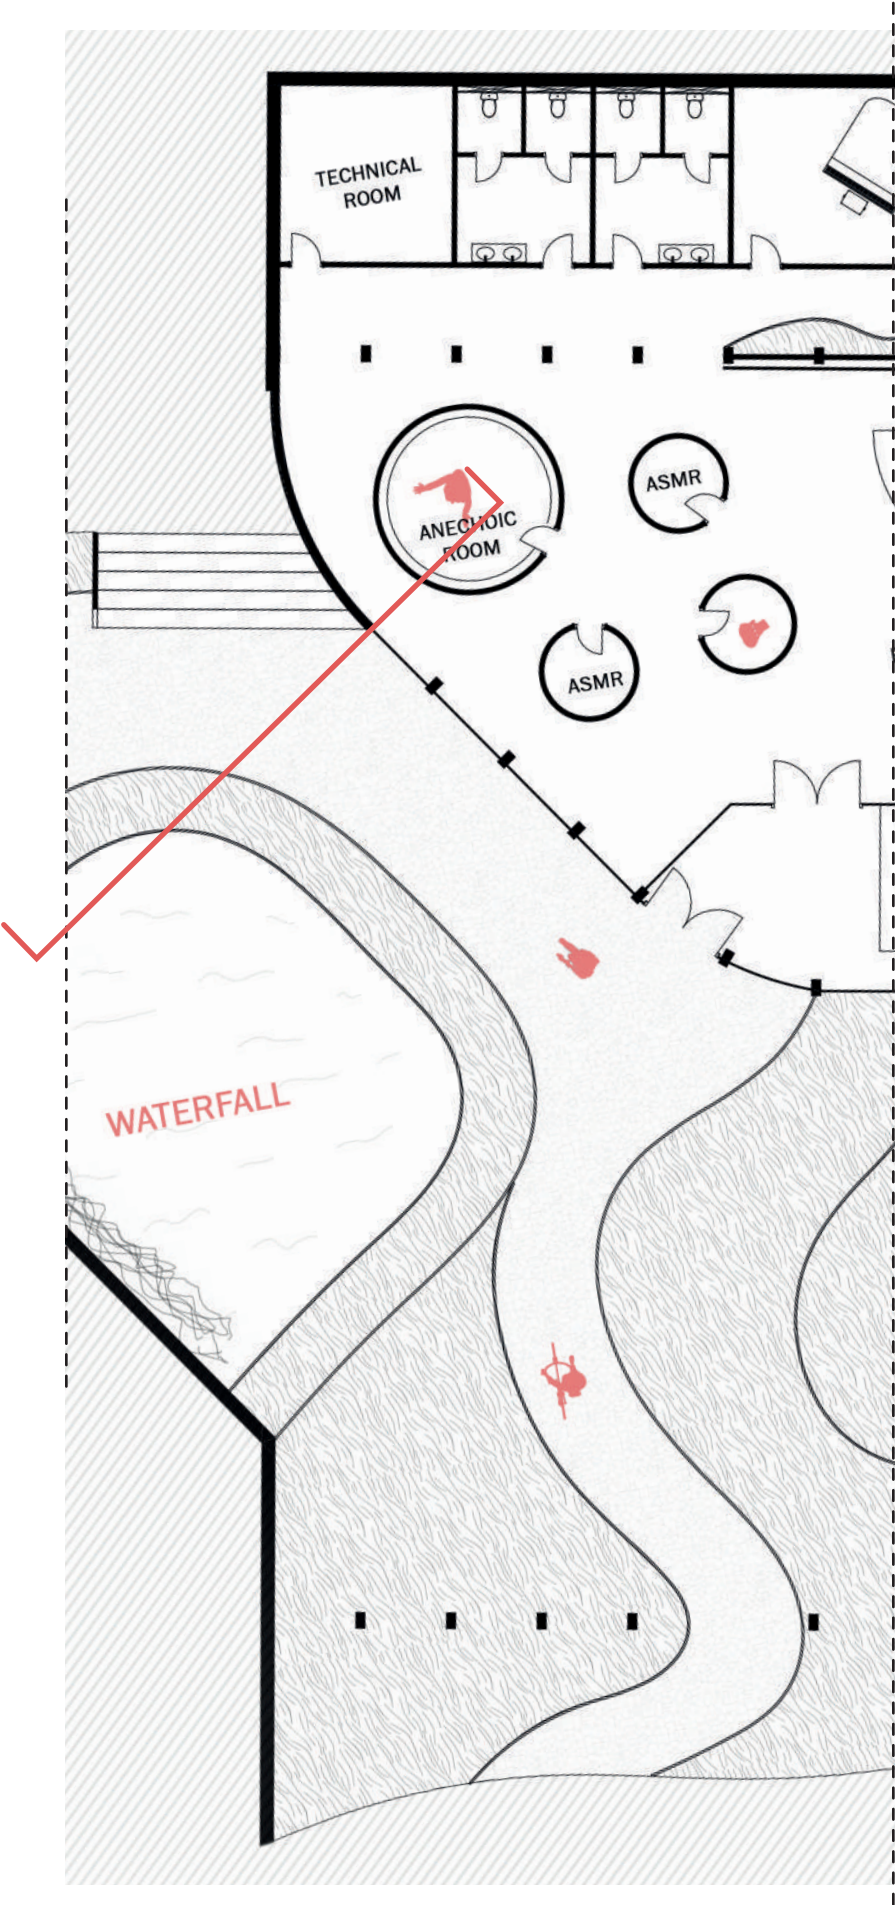 TECHNICAL
ROOM
ASMR
ANECHOIC
ROOM
ASMR
WATERFALL